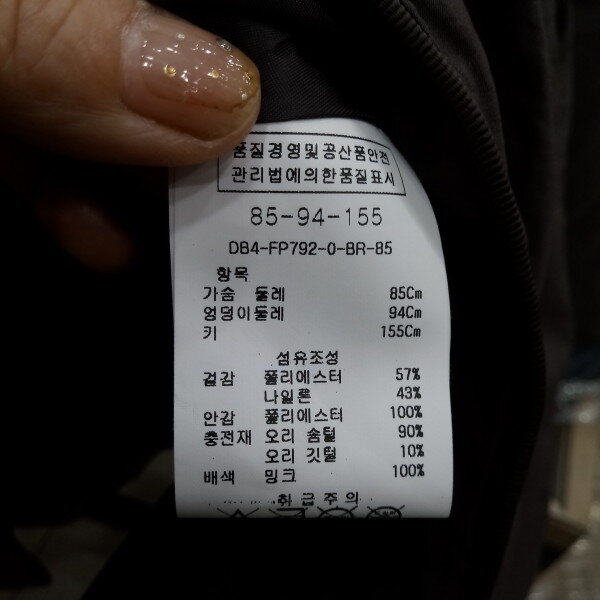 품질경영및공산품안전
관리법에의한품질표시
85-94-155
DB4-FP792-0-BR-85
항목
가슴 둘레 85Cm
엉덩이둘레 94Cm
키 155Cm
섬유조성
겉감 폴리에스터 57%
나일론 43%
안감 폴리에스터 100%
충전재 오리 솜털 90%
오리 깃털 10%
배색 밍크 100%
취급주의